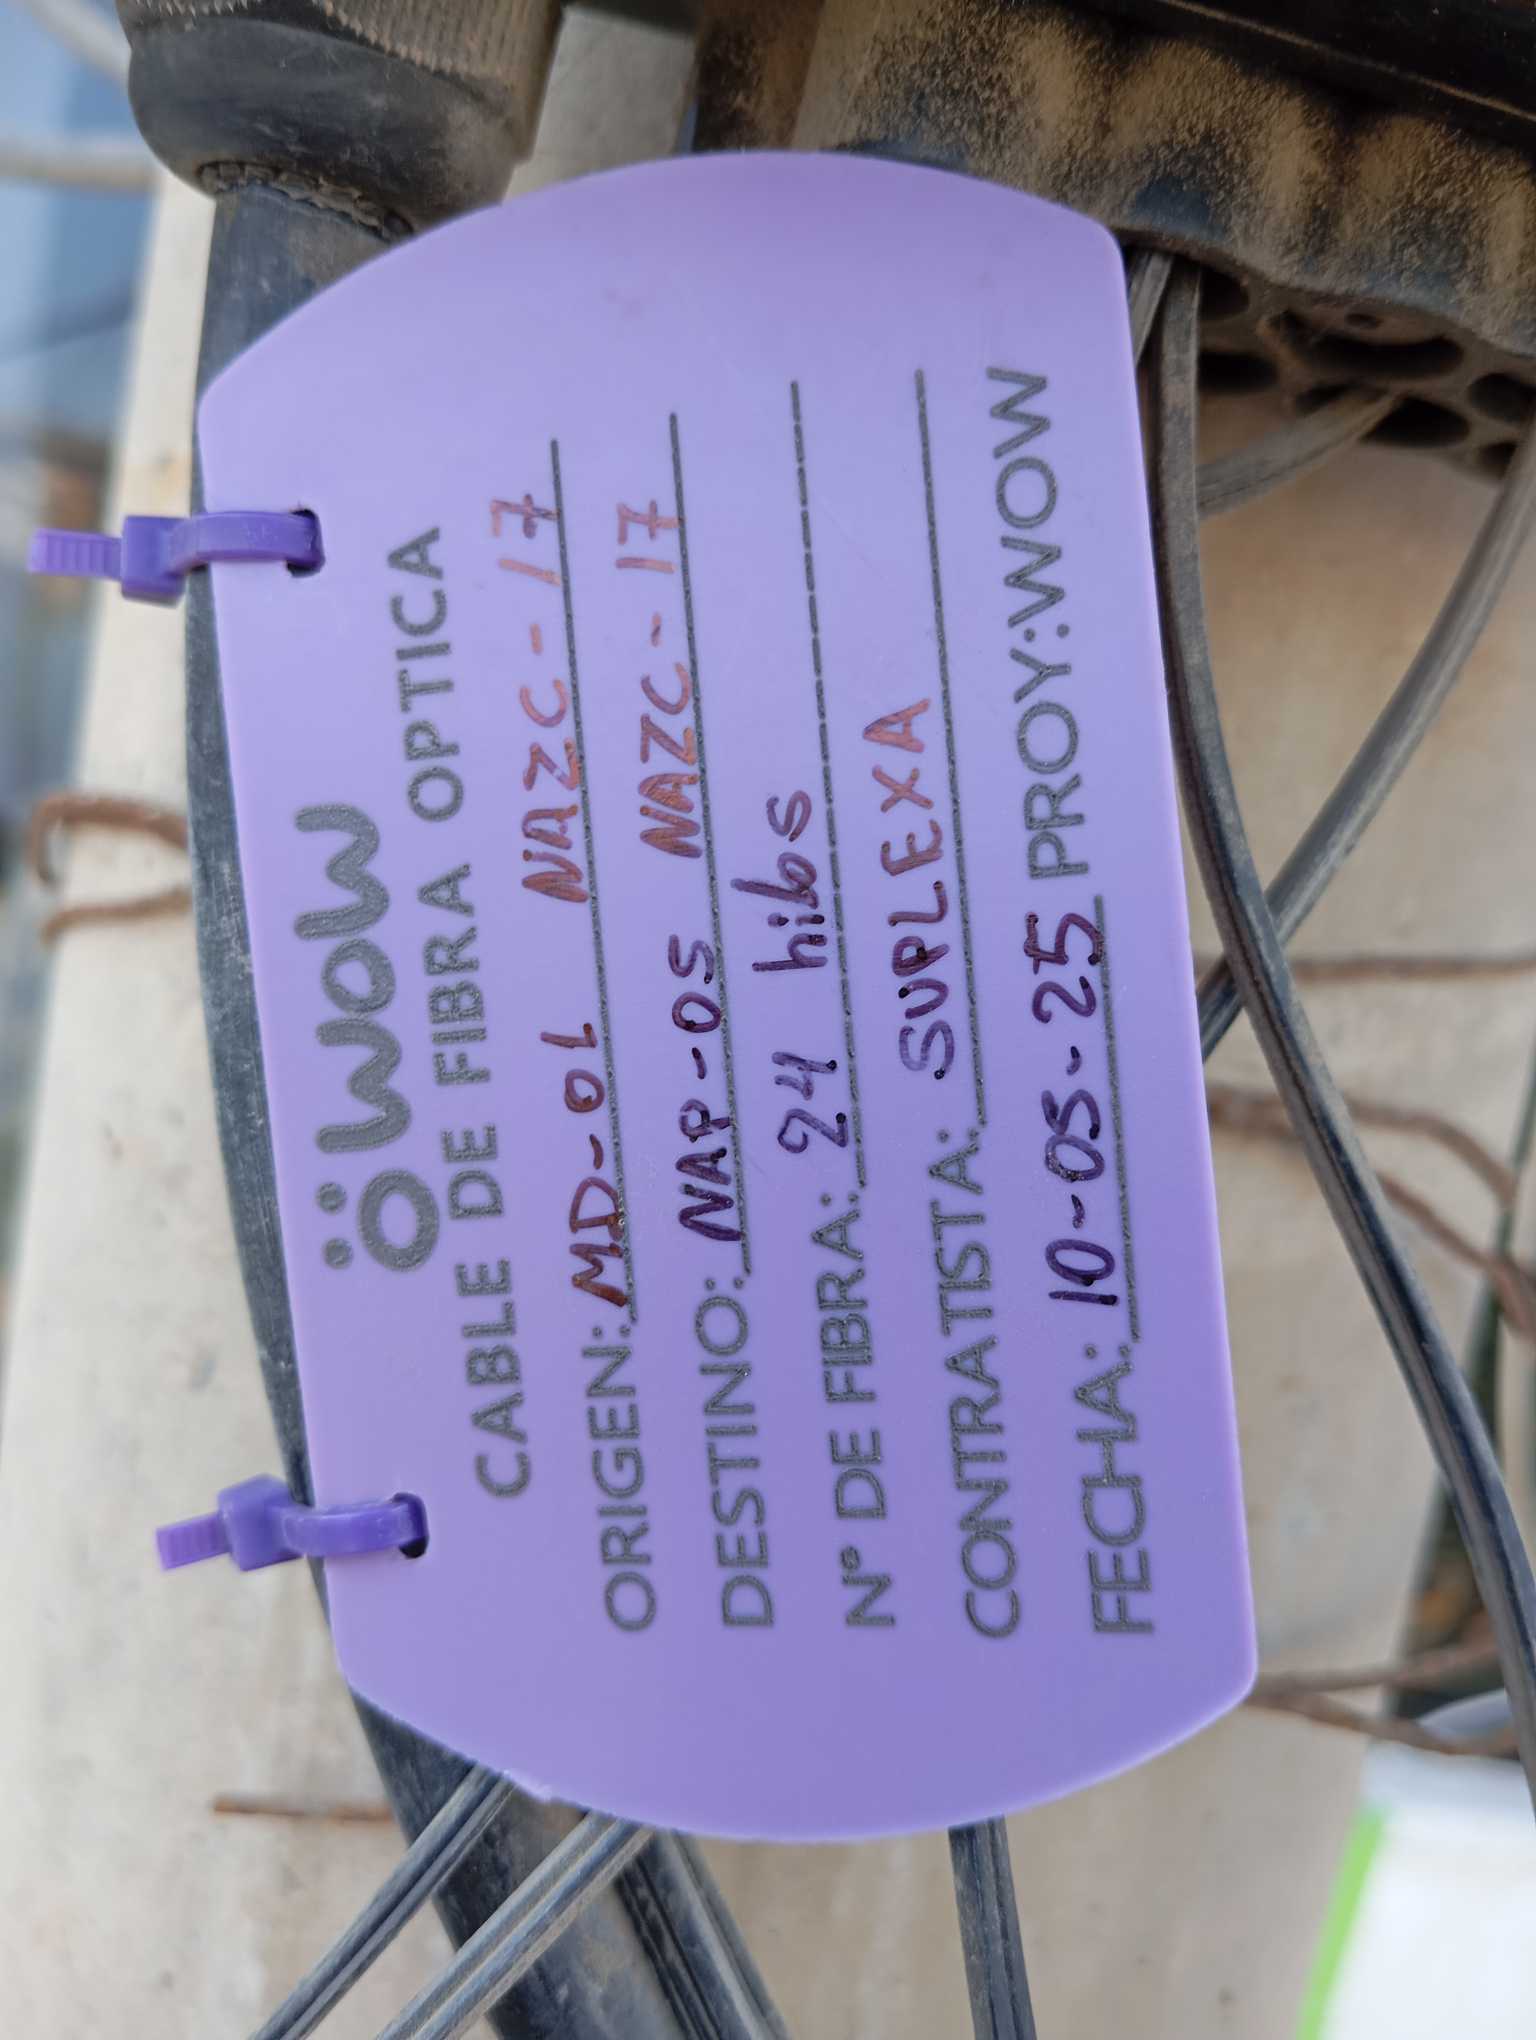 ö wow
CABLE DE FIBRA OPTICA
ORIGEN: MD-01 NAZC-17
DESTINO: NAP-05 NAZC-17
N° DE FIBRA: 24 hilos
CONTRATISTA: SUPLEXA
FECHA: 10-05-25 PROY:WOW